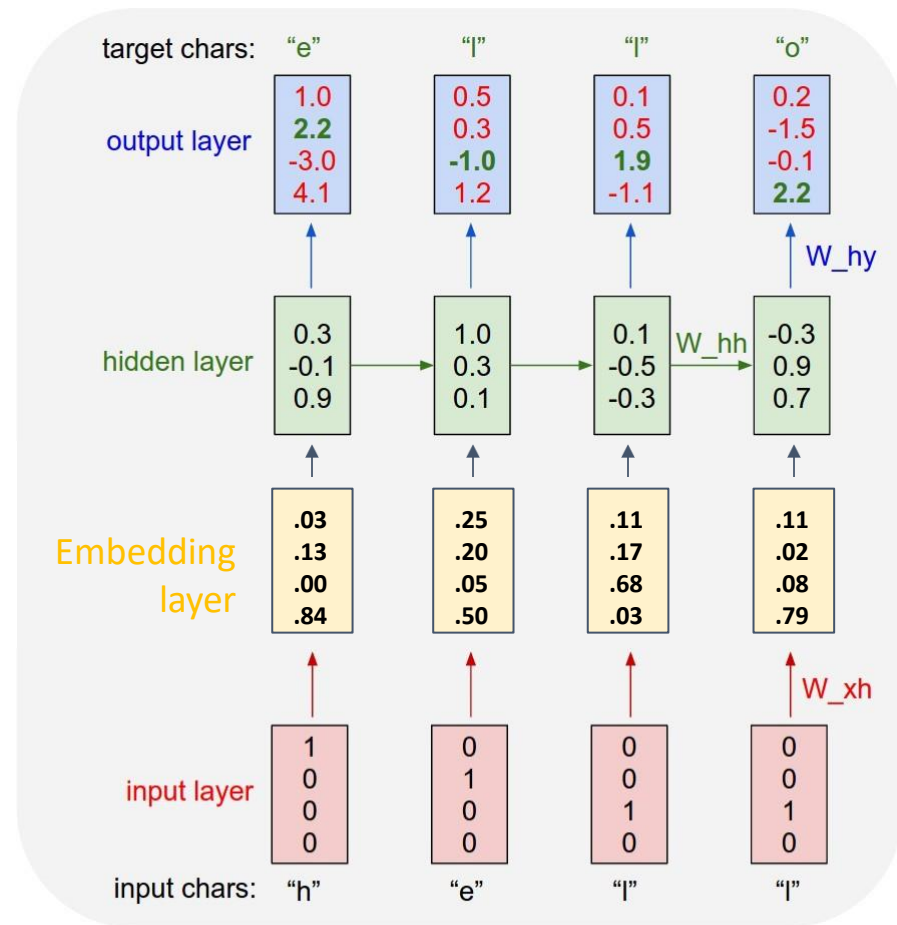 target chars: “e” “l” “l” “o”
output layer
1.0 0.5 0.1 0.2
2.2 0.3 0.5 -1.5
-3.0 -1.0 1.9 -0.1
4.1 1.2 -1.1 2.2
W_hy
hidden layer
0.3 1.0 0.1 -0.3
-0.1 0.3 -0.5 0.9
0.9 0.1 -0.3 0.7
W_hh
Embedding
layer
.03 .25 .11 .11
.13 .20 .17 .02
.00 .05 .68 .08
.84 .50 .03 .79
W_xh
input layer
1 0 0 0
0 1 0 0
0 0 1 1
0 0 0 0
input chars: “h” “e” “l” “l”